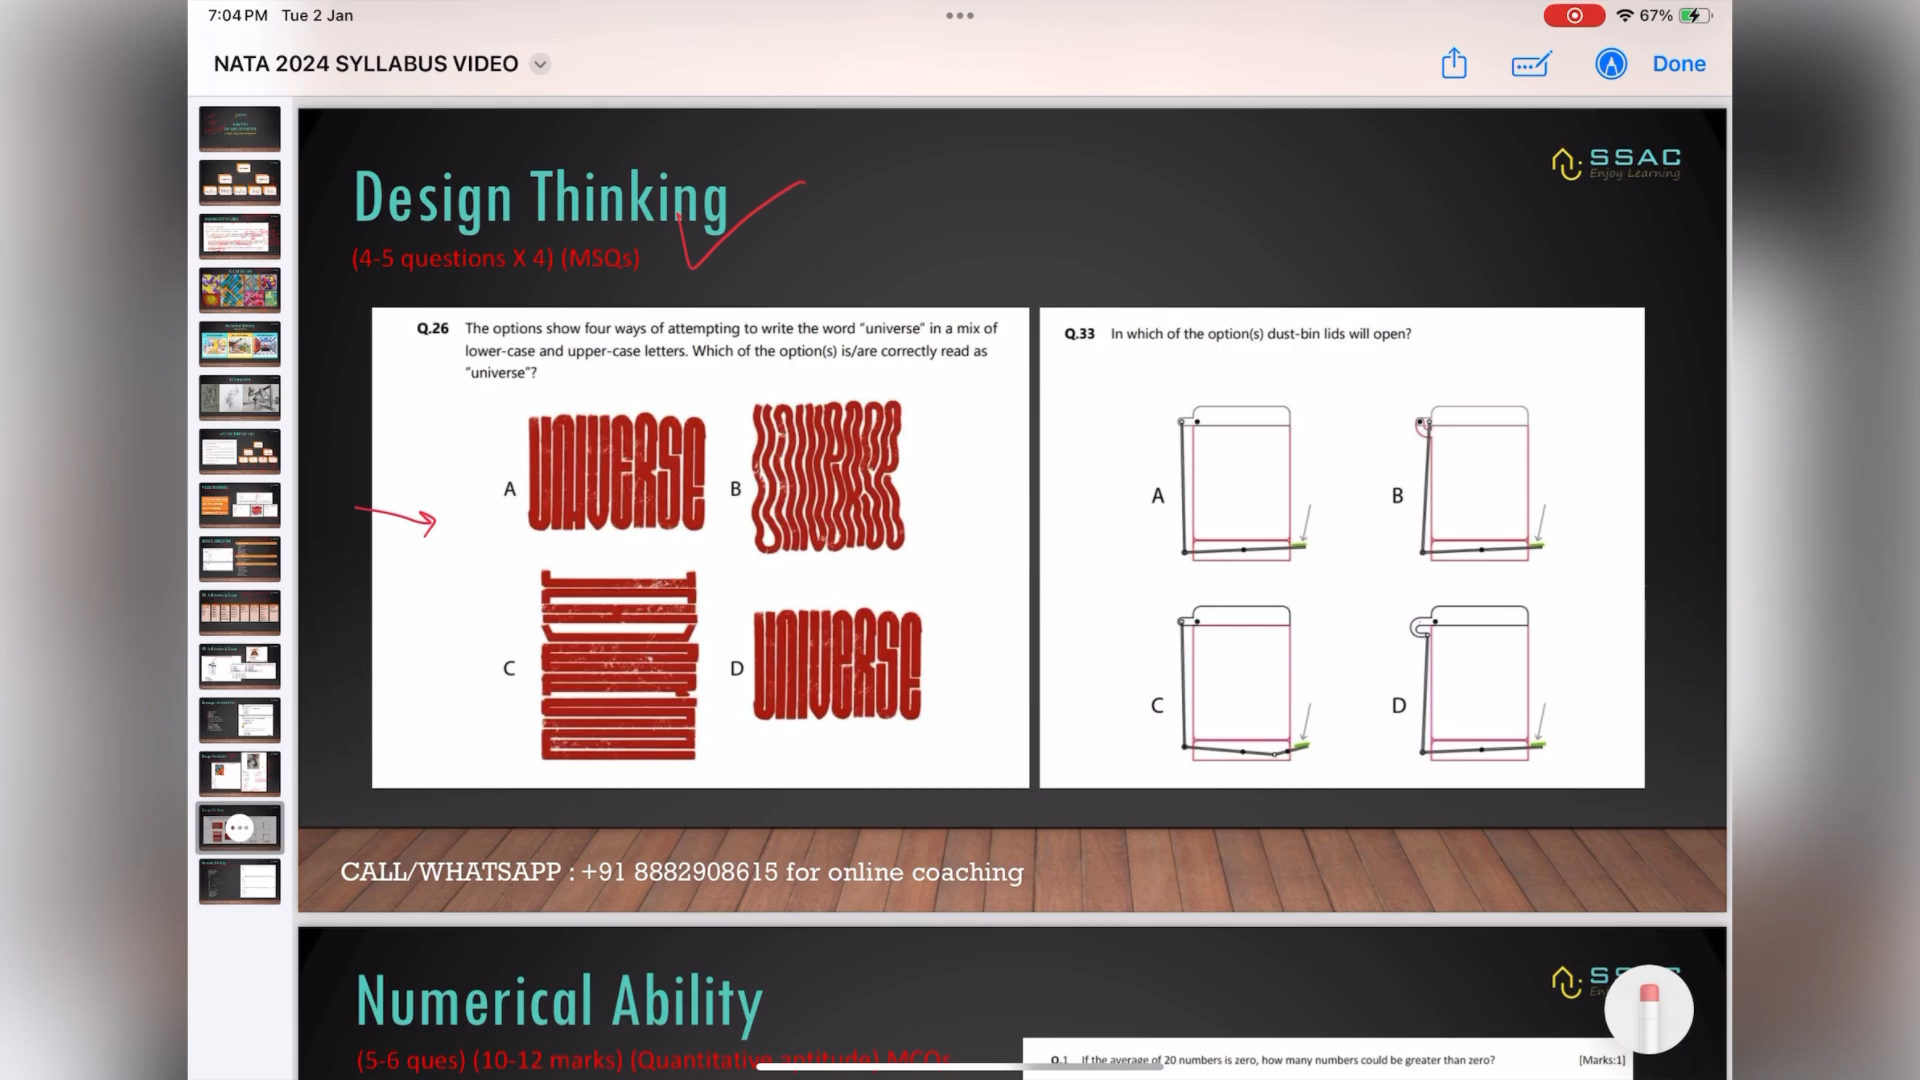 7:04 PM Tue 2 Jan
67%
NATA 2024 SYLLABUS VIDEO
Done
SSAC
Enjoy Learning
Design Thinking
(4-5 questions X 4) (MSQs)
Q.26 The options show four ways of attempting to write the word "universe" in a mix of
lower-case and upper-case letters. Which of the option(s) is/are correctly read as
"universe"?
A
B
C
D
UNIVERSE
Q.33 In which of the option(s) dust-bin lids will open?
A
B
C
D
CALL/WHATSAPP : +91 8882908615 for online coaching
Numerical Ability
(5-6 ques) (10-12 marks) (Quantitative aptitude) MCQs
Q.1 If the average of 20 numbers is zero, how many numbers could be greater than zero? [Marks:1]